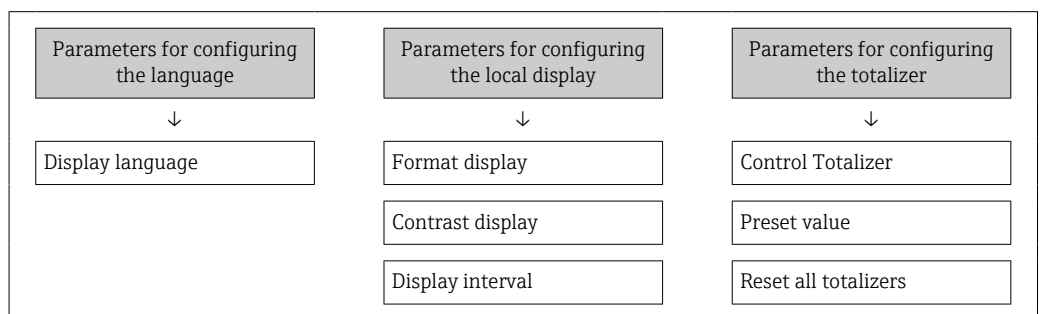 Parameters for configuring
the language
↓
Display language
Parameters for configuring
the local display
↓
Format display
Contrast display
Display interval
Parameters for configuring
the totalizer
↓
Control Totalizer
Preset value
Reset all totalizers